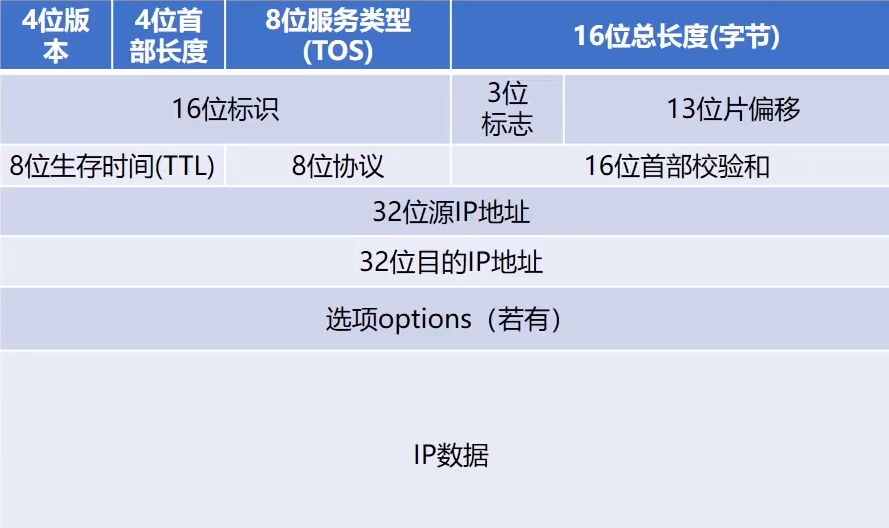 4位版
本
4位首
部长度
8位服务类型
(TOS)
16位总长度(字节)
16位标识
3位
标志
13位片偏移
8位生存时间(TTL)
8位协议
16位首部校验和
32位源IP地址
32位目的IP地址
选项options（若有）
IP数据